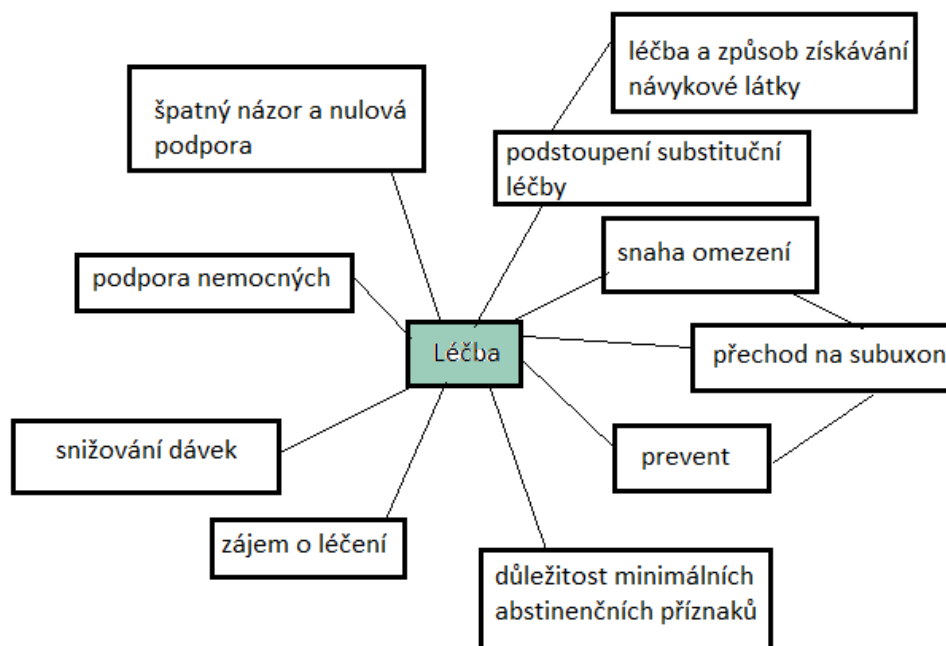 léčba a způsob získávání
návykové látky
špatný názor a nulová
podpora
podstoupení substituční
léčby
snaha omezení
podpora nemocných
Léčba
přechod na subuxon
snižování dávek
prevent
zájem o léčení
důležitost minimálních
abstinenčních příznaků